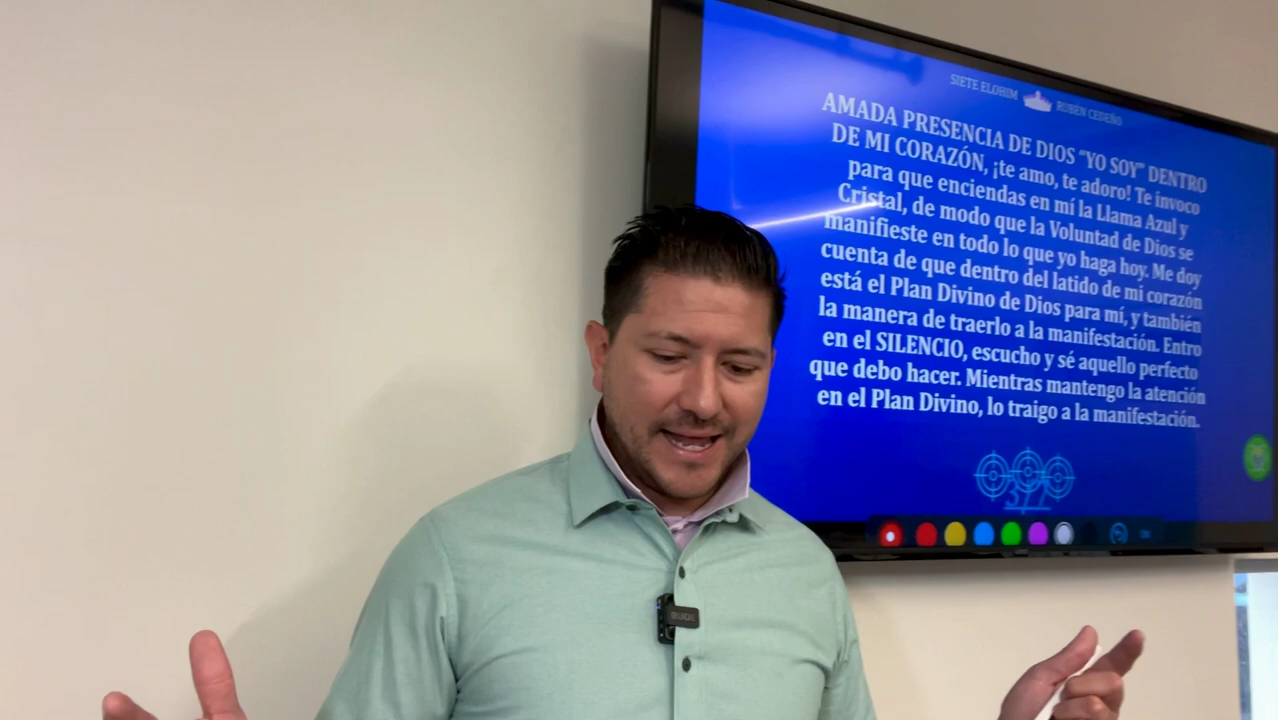 SIETE ELOHIM RUBÉN CEDEÑO
AMADA PRESENCIA DE DIOS “YO SOY” DENTRO
DE MI CORAZÓN, ¡te amo, te adoro! Te invoco
para que enciendas en mí la Llama Azul y
Cristal, de modo que la Voluntad de Dios se
manifieste en todo lo que yo haga hoy. Me doy
cuenta de que dentro del latido de mi corazón
está el Plan Divino de Dios para mí, y también
la manera de traerlo a la manifestación. Entro
en el SILENCIO, escucho y sé aquello perfecto
que debo hacer. Mientras mantengo la atención
en el Plan Divino, lo traigo a la manifestación.
377